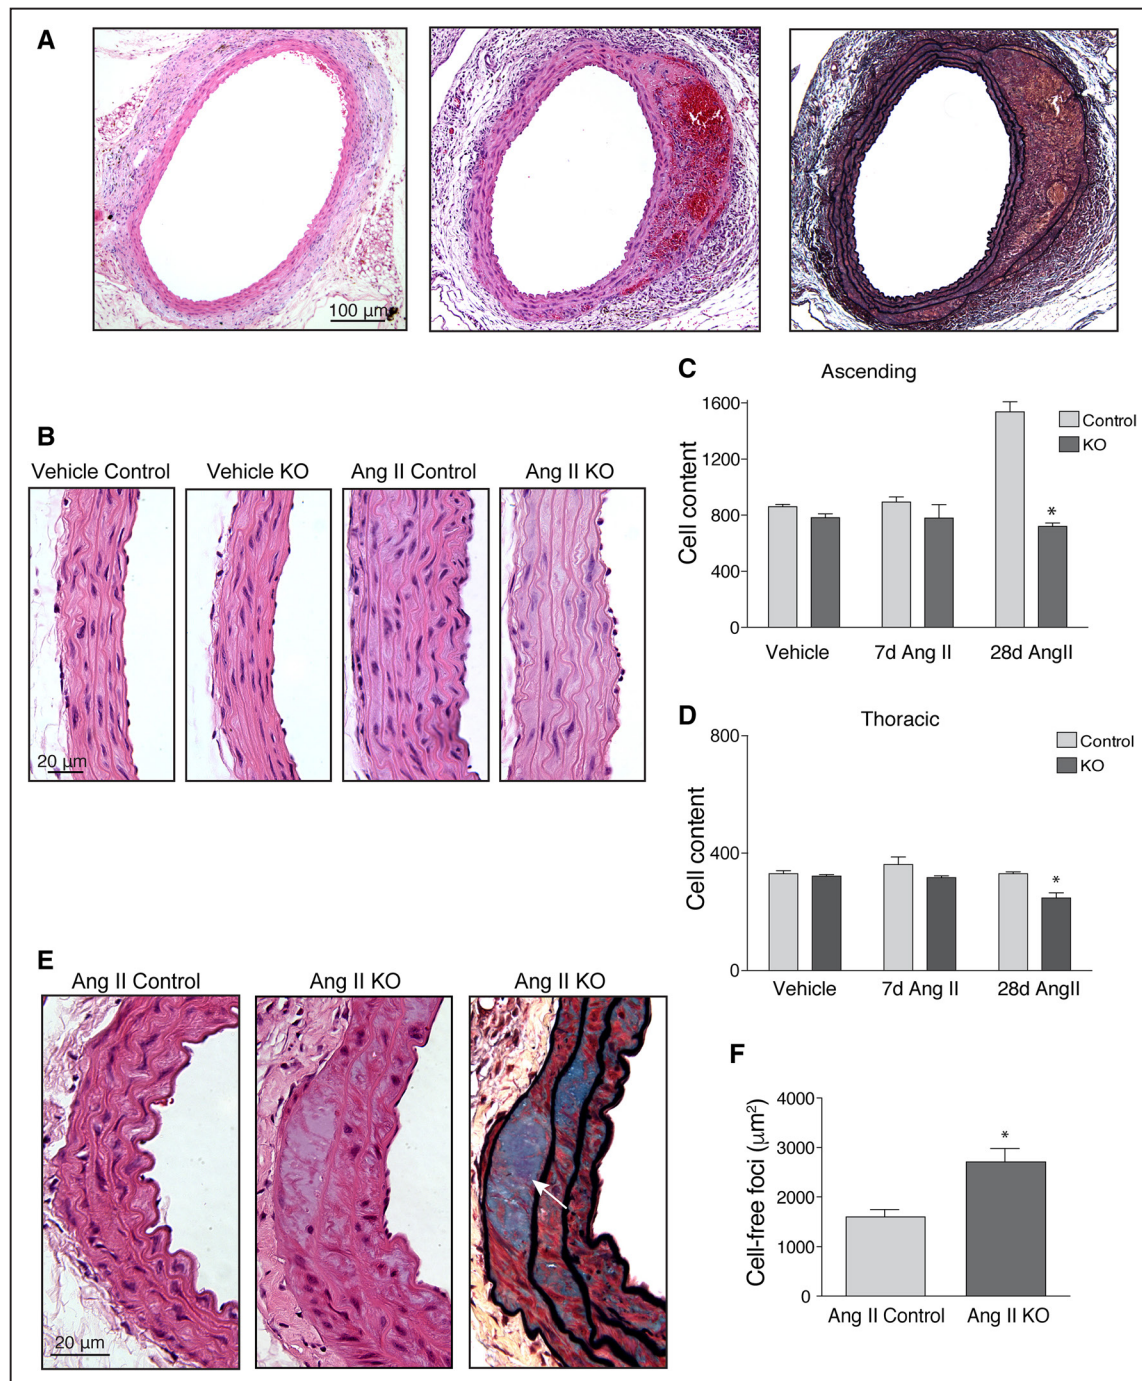 A
100 μm
B
Vehicle Control
Vehicle KO
Ang II Control
Ang II KO
20 μm
C
Ascending
Cell content
1600
1200
800
400
0
Control
KO
*
Vehicle
7d Ang II
28d AngII
D
Thoracic
Cell content
800
400
0
Control
KO
*
Vehicle
7d Ang II
28d AngII
E
Ang II Control
Ang II KO
Ang II KO
20 μm
F
Cell-free foci (μm²)
4000
3000
2000
1000
0
*
Ang II Control
Ang II KO